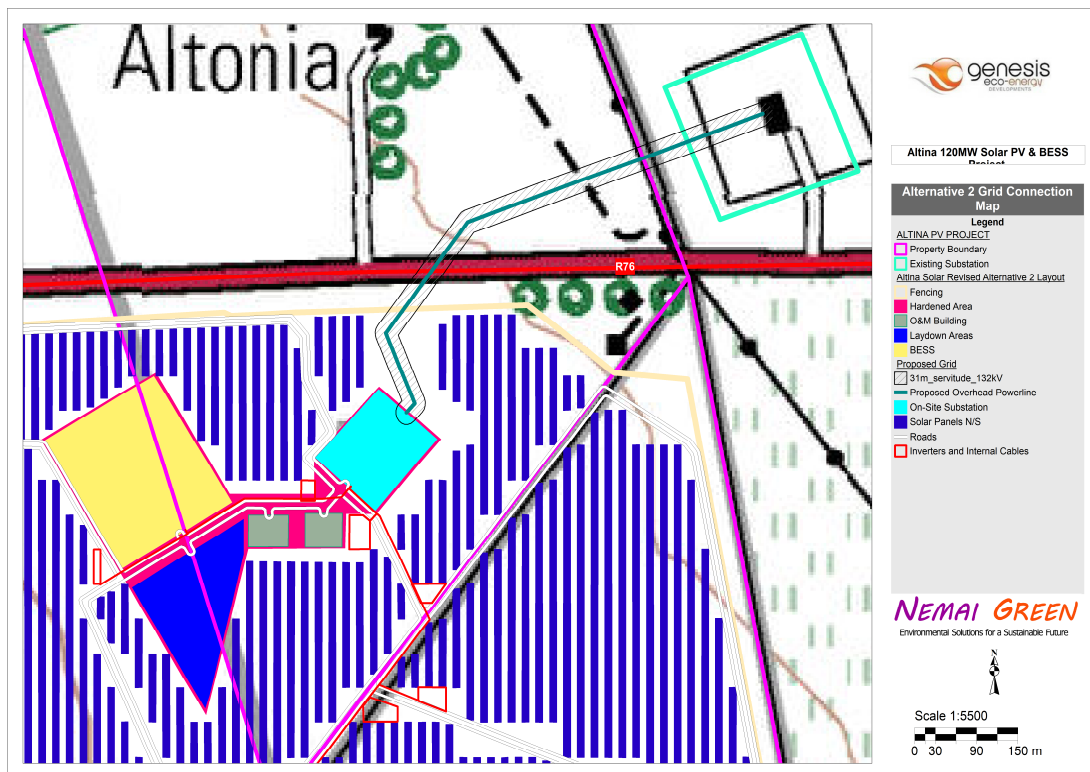 Altonia
R76
genesis
eco-energy
DEVELOPMENTS
Altina 120MW Solar PV & BESS
Project
Alternative 2 Grid Connection
Map
Legend
ALTINA PV PROJECT
Property Boundary
Existing Substation
Altina Solar Revised Alternative 2 Layout
Fencing
Hardened Area
O&M Building
Laydown Areas
BESS
Proposed Grid
31m_servitude_132kV
Proposed Overhead Powerline
On-Site Substation
Solar Panels N/S
Roads
Inverters and Internal Cables
NEMAI GREEN
Environmental Solutions for a Sustainable Future
N
Scale 1:5500
0 30 90 150 m